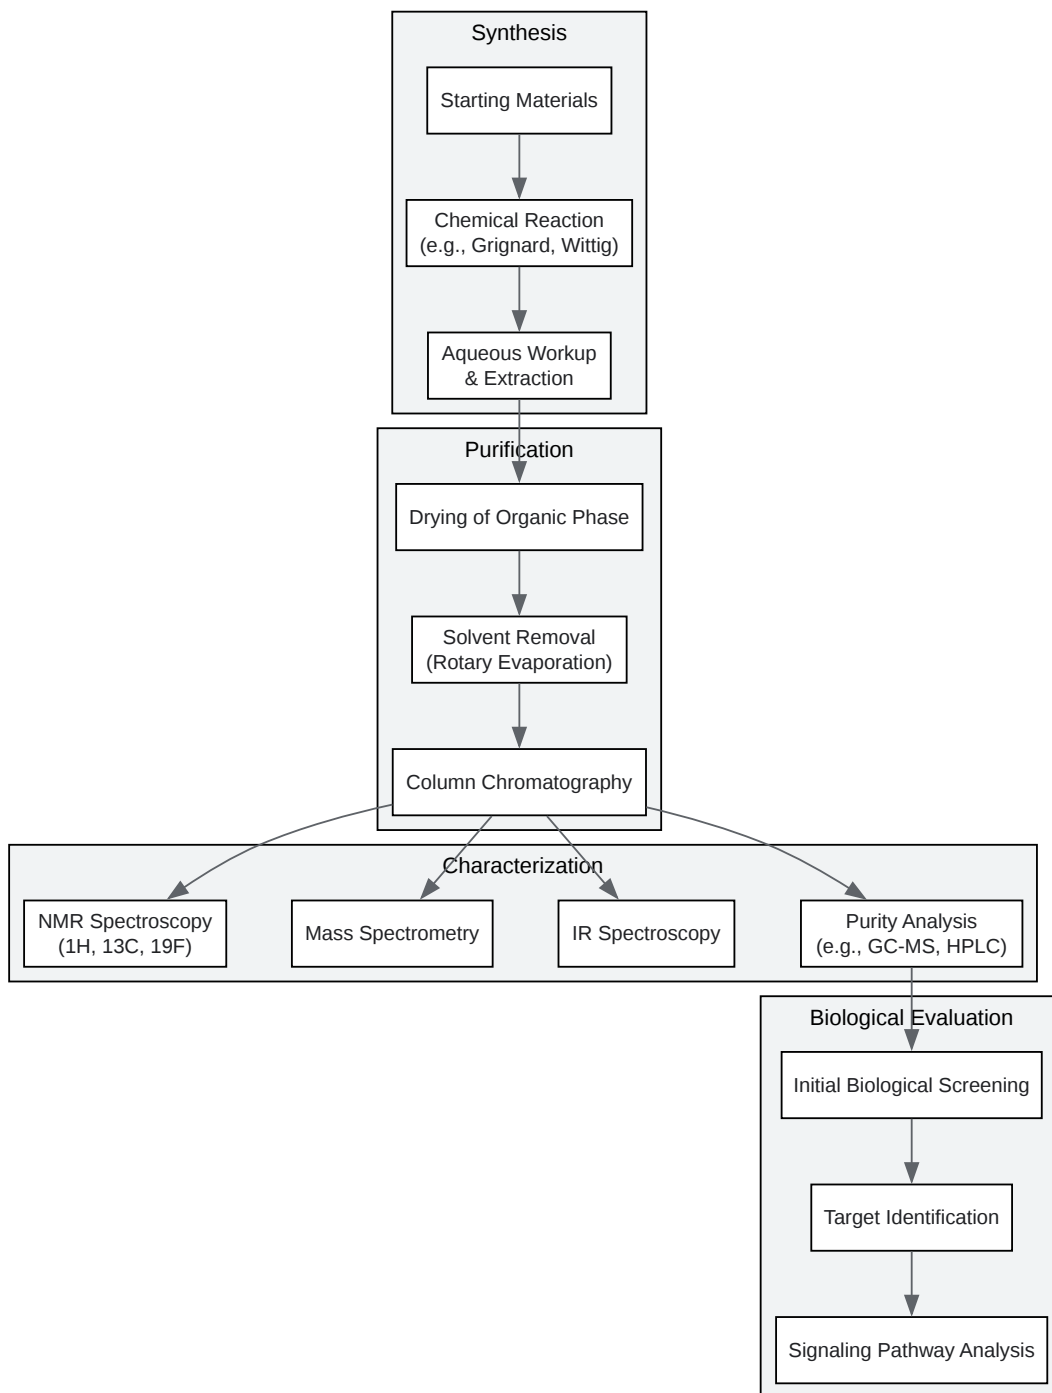 Synthesis
Starting Materials
Chemical Reaction
(e.g., Grignard, Wittig)
Aqueous Workup
& Extraction
Purification
Drying of Organic Phase
Solvent Removal
(Rotary Evaporation)
Column Chromatography
Characterization
NMR Spectroscopy
(1H, 13C, 19F)
Mass Spectrometry
IR Spectroscopy
Purity Analysis
(e.g., GC-MS, HPLC)
Biological Evaluation
Initial Biological Screening
Target Identification
Signaling Pathway Analysis